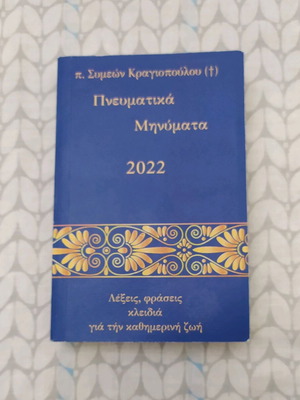 π. Συμεών Κραγιοπούλου (†)
Πνευματικά
Μηνύματα
2022
Λέξεις, φράσεις
κλειδιά
γιά τήν καθημερινή ζωή